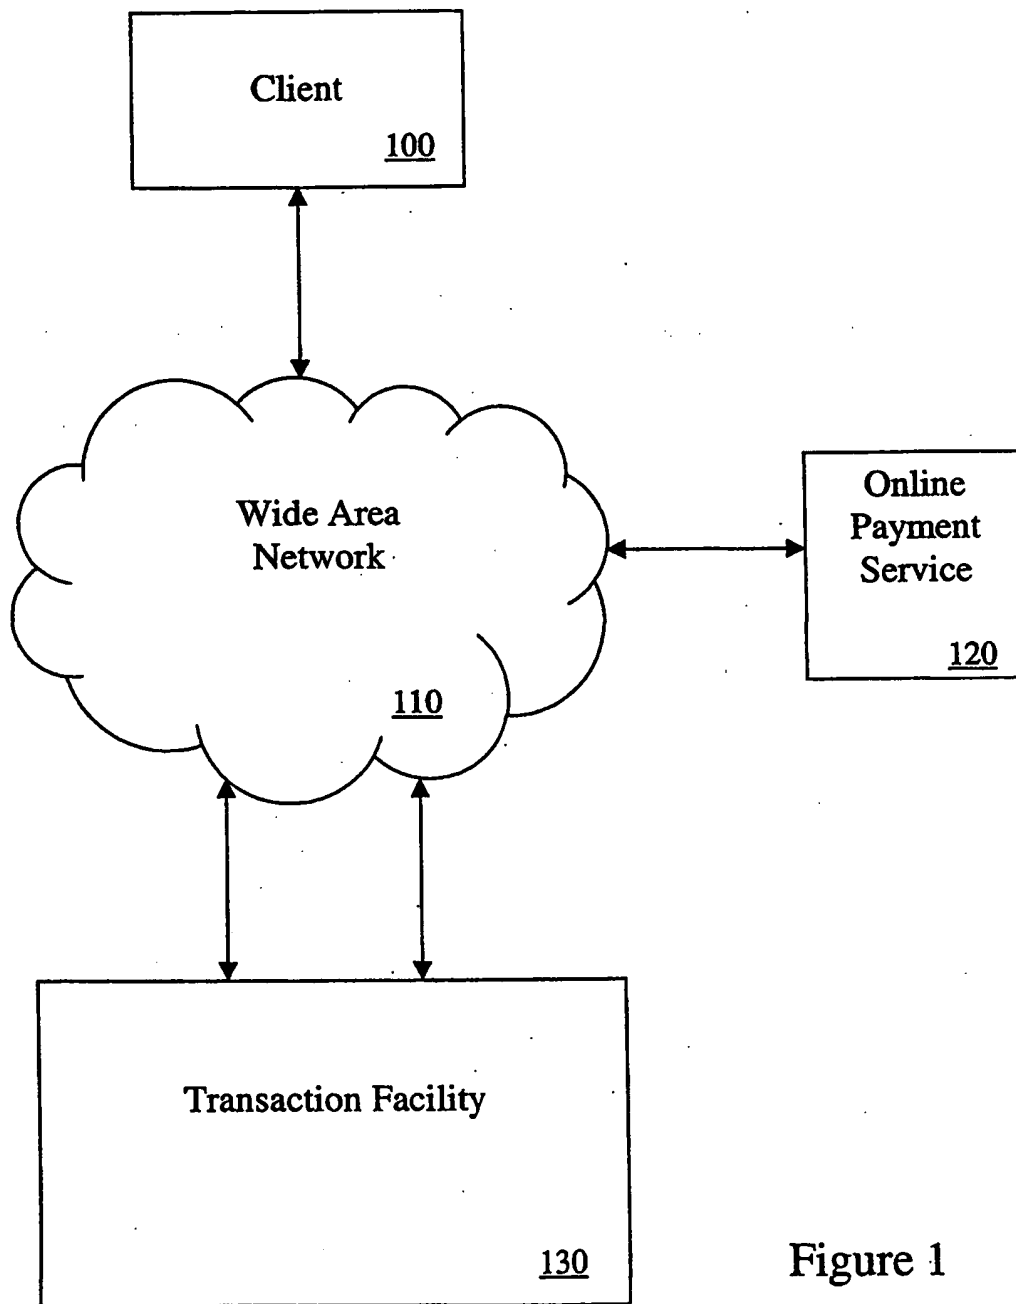 Client
100
Wide Area
Network
110
Online
Payment
Service
120
Transaction Facility
130
Figure 1